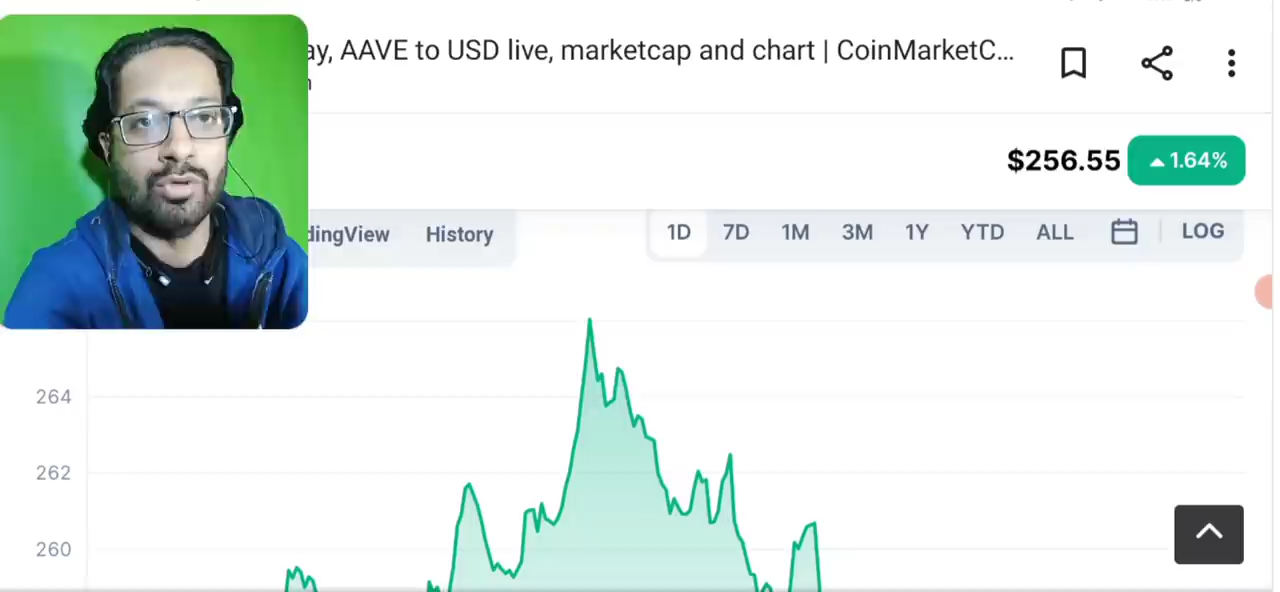 ay, AAVE to USD live, marketcap and chart | CoinMarketC...
$256.55 1.64%
dingView History 1D 7D 1M 3M 1Y YTD ALL LOG
264
262
260